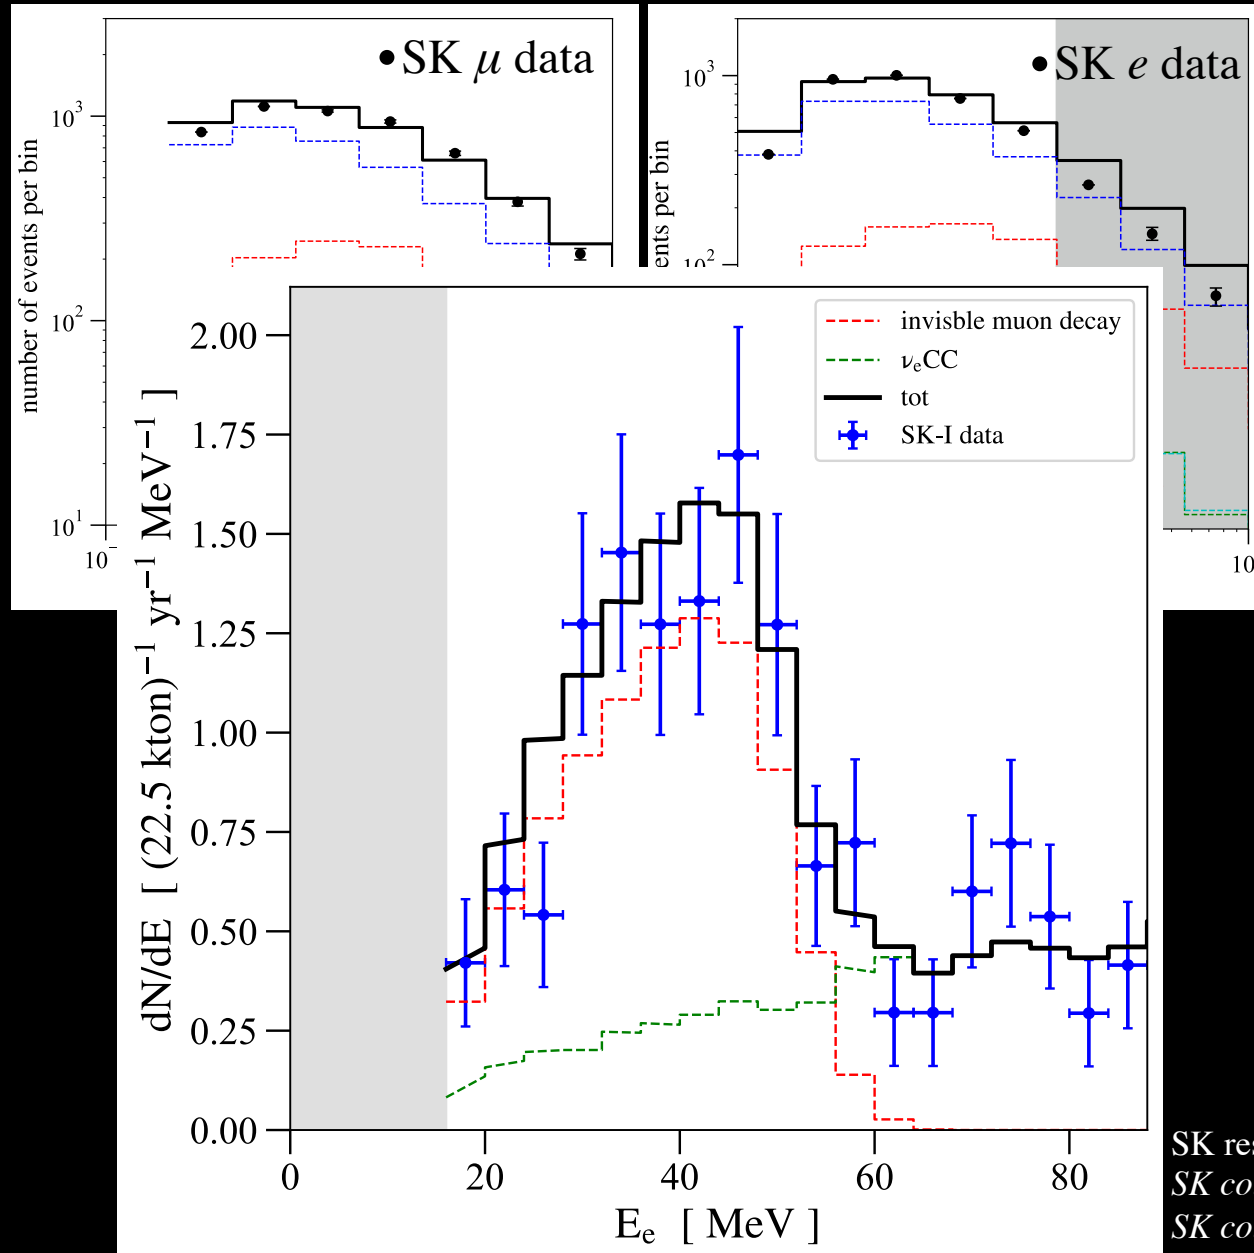 SK μ data
10³
10²
10¹
10⁻
number of events per bin
SK e data
10³
10²
ents per bin
10
invisble muon decay
νₑCC
tot
SK-I data
2.00
1.75
1.50
1.25
1.00
0.75
0.50
0.25
0.00
dN/dE [ (22.5 kton)⁻¹ yr⁻¹ MeV⁻¹ ]
0 20 40 60 80
Eₑ [ MeV ]
SK res
SK co
SK co